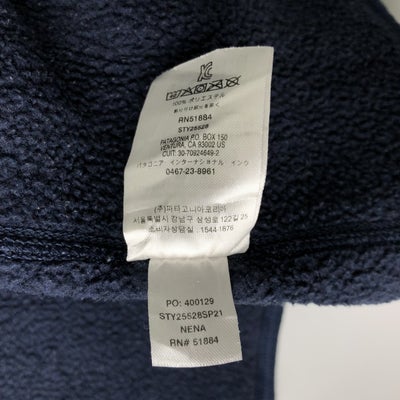 100% ポリエステル
RN51884
STY25528
PATAGONIA P.O. BOX 150
VENTURA, CA 93002 US
CUIT: 30-70924649-2
パタゴニア インターナショナル インク
0467-23-8961
(주)파타고니아코리아
서울특별시 강남구 삼성로 122길 25
소비자상담실 : 1544-1876
PO: 400129
STY25528SP21
NENA
RN# 51884